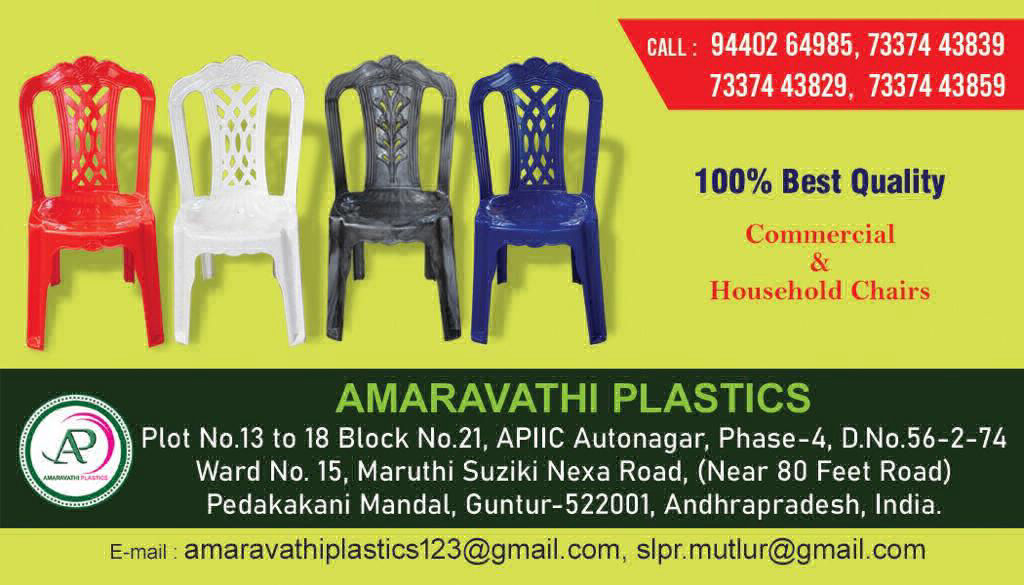 CALL : 94402 64985, 73374 43839
73374 43829, 73374 43859
100% Best Quality
Commercial
&
Household Chairs
AMARAVATHI PLASTICS
AP
AMARAVATHI PLASTICS
Plot No.13 to 18 Block No.21, APIIC Autonagar, Phase-4, D.No.56-2-74
Ward No. 15, Maruthi Suziki Nexa Road, (Near 80 Feet Road)
Pedakakani Mandal, Guntur-522001, Andhrapradesh, India.
E-mail : amaravathiplastics123@gmail.com, slpr.mutlur@gmail.com